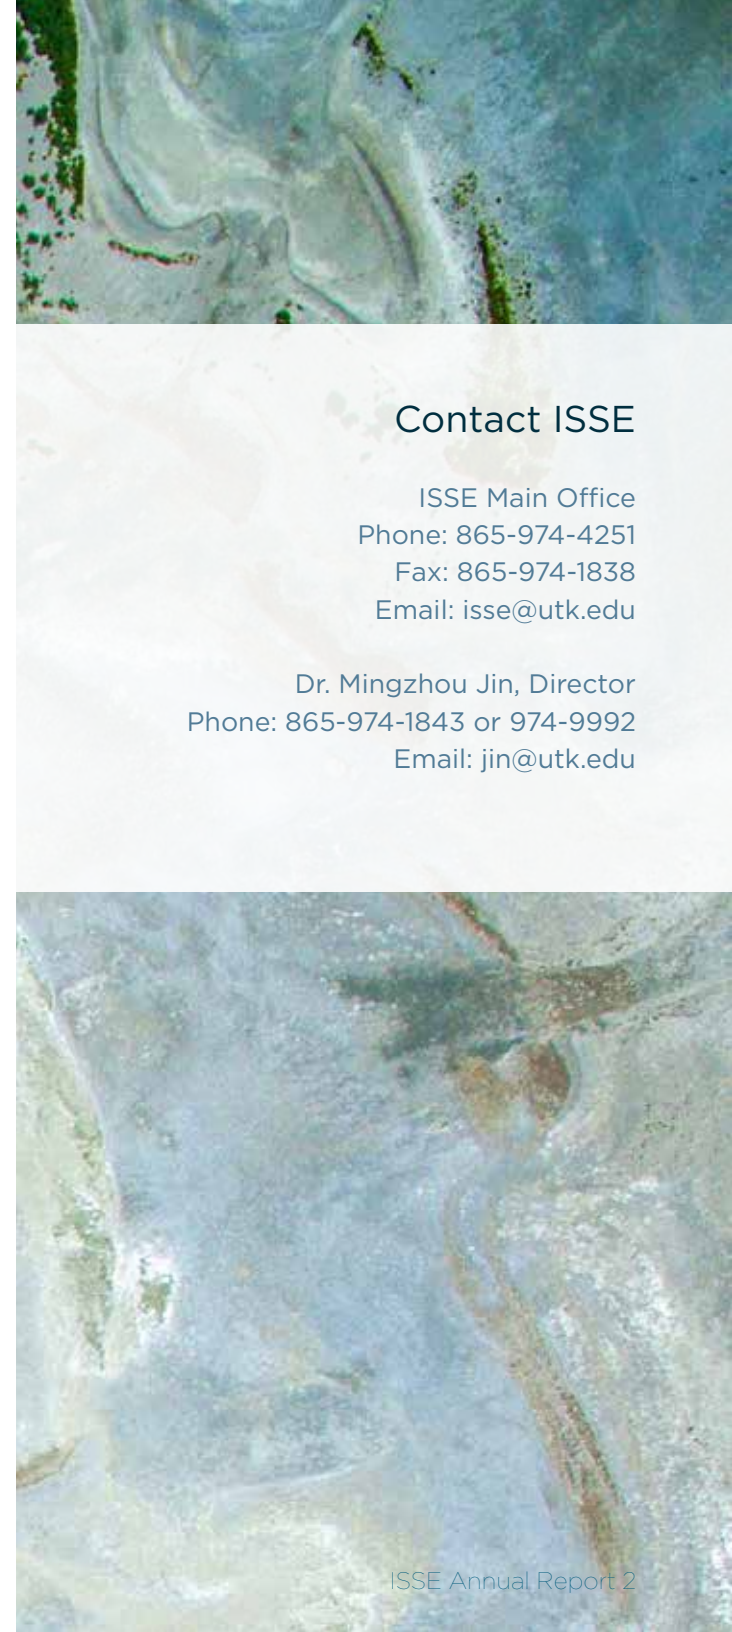 Contact ISSE
ISSE Main Office
Phone: 865-974-4251
Fax: 865-974-1838
Email: isse@utk.edu
Dr. Mingzhou Jin, Director
Phone: 865-974-1843 or 974-9992
Email: jin@utk.edu
ISSE Annual Report 2